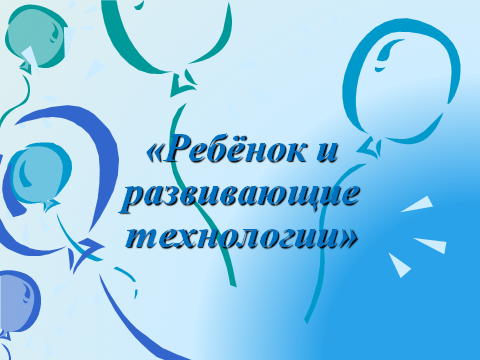 «Ребёнок и
развивающие
технологии»